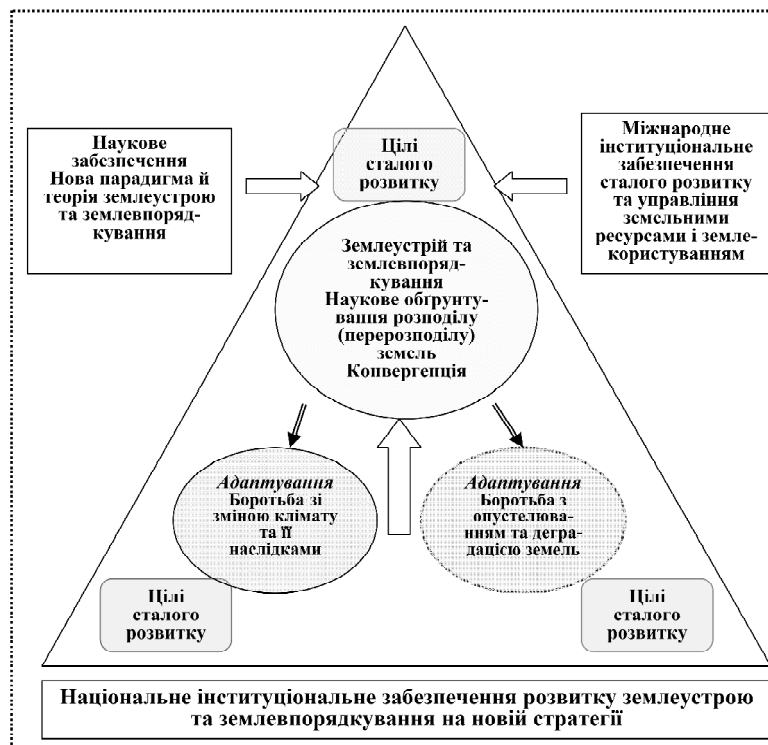 Наукове
забезпечення
Нова парадигма й
теорія землеустрою
та землевпоряд-
кування
Цілі
сталого
розвитку
Міжнародне
інституціональне
забезпечення
сталого розвитку
та управління
земельними
ресурсами і земле-
користуванням
Землеустрій та
землевпоряд-
кування
Наукове обґрунту-
вання розподілу
(перерозподілу)
земель
Конвергенція
Адаптування
Боротьба зі
зміною клімату
та її
наслідками
Адаптування
Боротьба з
опустелюва-
нням та дегра-
дацією земель
Цілі
сталого
розвитку
Цілі
сталого
розвитку
Національне інституціональне забезпечення розвитку землеустрою
та землевпорядкування на новій стратегії